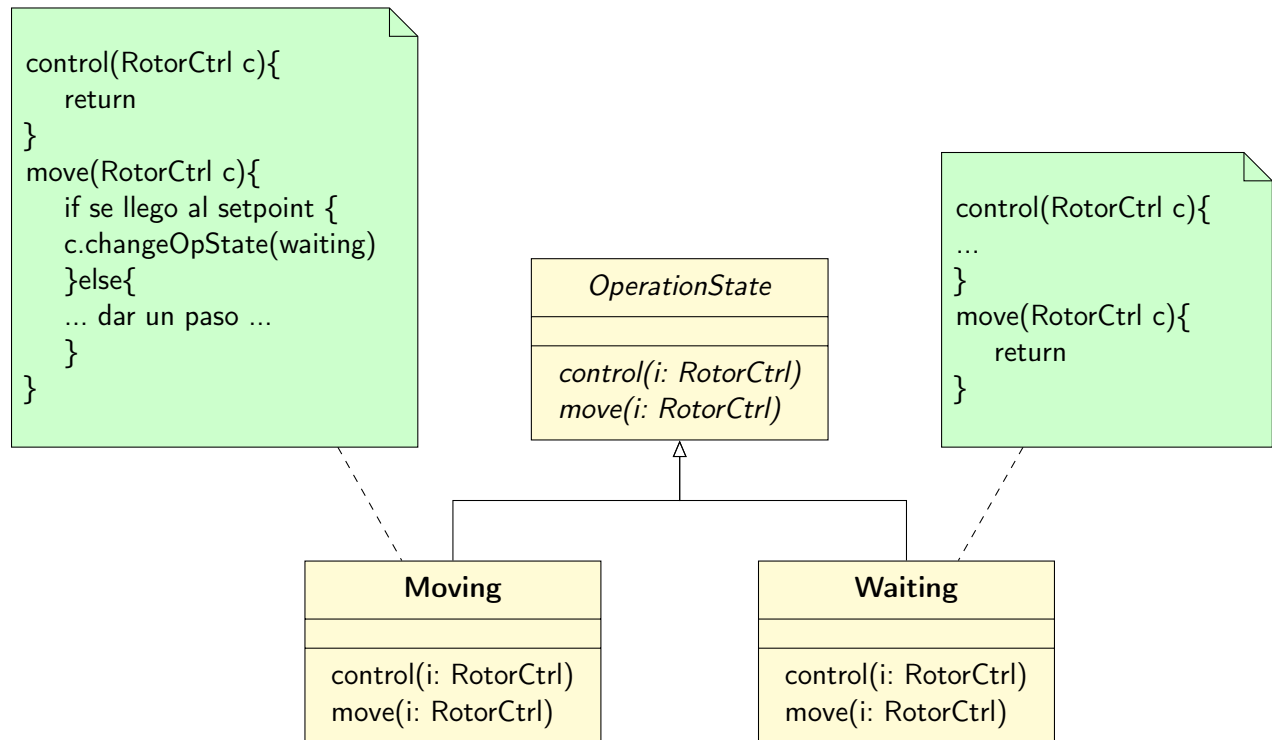 control(RotorCtrl c){
return
}
move(RotorCtrl c){
if se llego al setpoint {
c.changeOpState(waiting)
}else{
... dar un paso ...
}
}
control(RotorCtrl c){
...
}
move(RotorCtrl c){
return
}
OperationState
control(i: RotorCtrl)
move(i: RotorCtrl)
Moving
control(i: RotorCtrl)
move(i: RotorCtrl)
Waiting
control(i: RotorCtrl)
move(i: RotorCtrl)